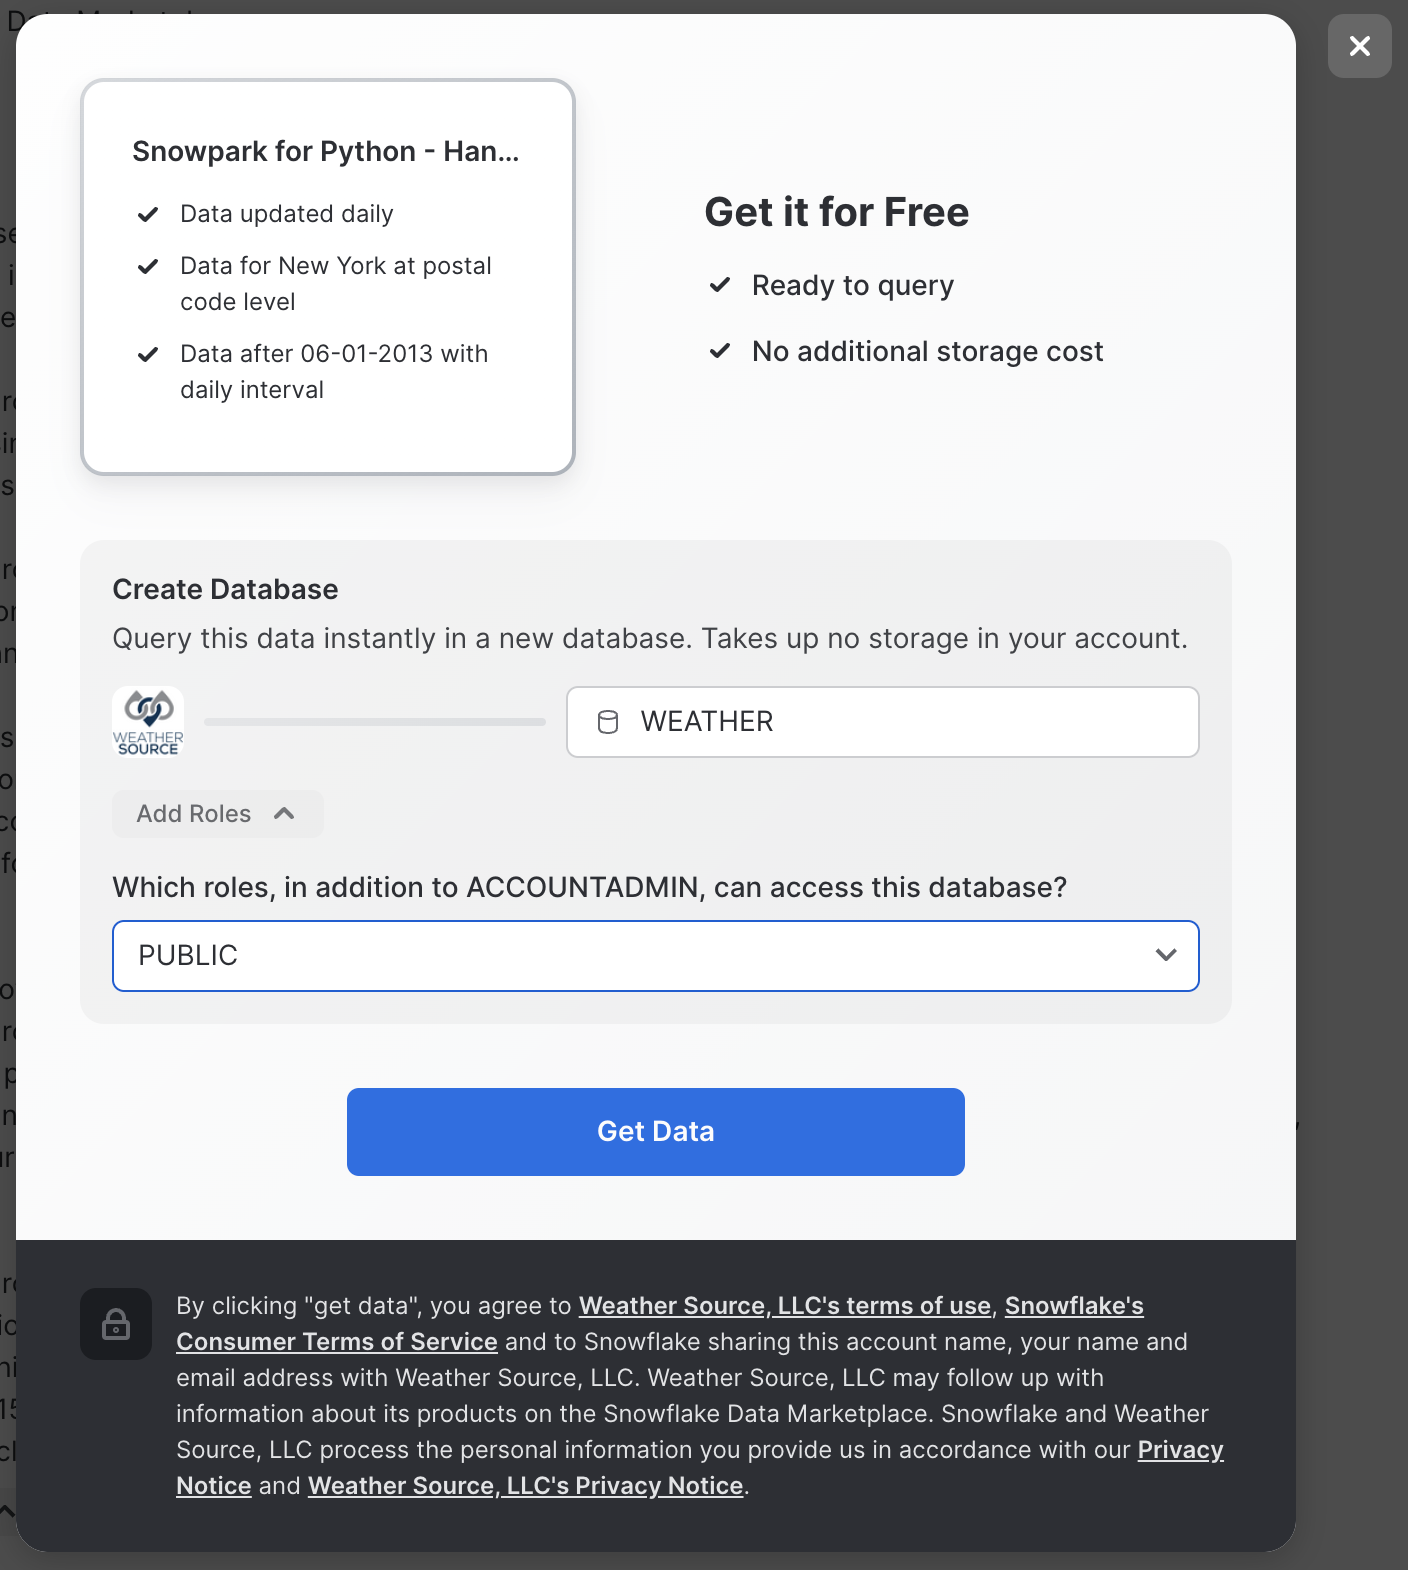 Snowpark for Python - Han...
Data updated daily
Data for New York at postal
code level
Data after 06-01-2013 with
daily interval
Get it for Free
Ready to query
No additional storage cost
Create Database
Query this data instantly in a new database. Takes up no storage in your account.
WEATHER
SOURCE
WEATHER
Add Roles
Which roles, in addition to ACCOUNTADMIN, can access this database?
PUBLIC
Get Data
By clicking "get data", you agree to Weather Source, LLC's terms of use, Snowflake's
Consumer Terms of Service and to Snowflake sharing this account name, your name and
email address with Weather Source, LLC. Weather Source, LLC may follow up with
information about its products on the Snowflake Data Marketplace. Snowflake and Weather
Source, LLC process the personal information you provide us in accordance with our Privacy
Notice and Weather Source, LLC's Privacy Notice.